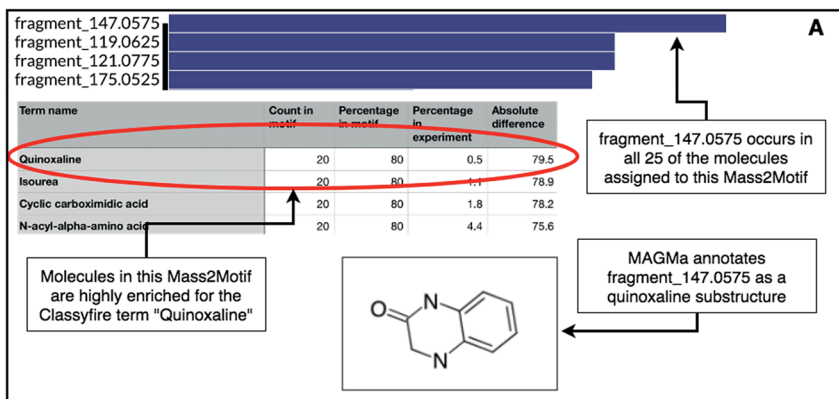 fragment_147.0575
A
fragment_119.0625
fragment_121.0775
fragment_175.0525
Term name Count in motif Percentage in motif Percentage in experiment Absolute difference
Quinoxaline 20 80 0.5 79.5
Isourea 20 80 1.1 78.9
Cyclic carboximidic acid 20 80 1.8 78.2
N-acyl-alpha-amino acid 20 80 4.4 75.6
fragment_147.0575 occurs in
all 25 of the molecules
assigned to this Mass2Motif
Molecules in this Mass2Motif
are highly enriched for the
Classyfire term "Quinoxaline"
MAGMa annotates
fragment_147.0575 as a
quinoxaline substructure
N
O
N